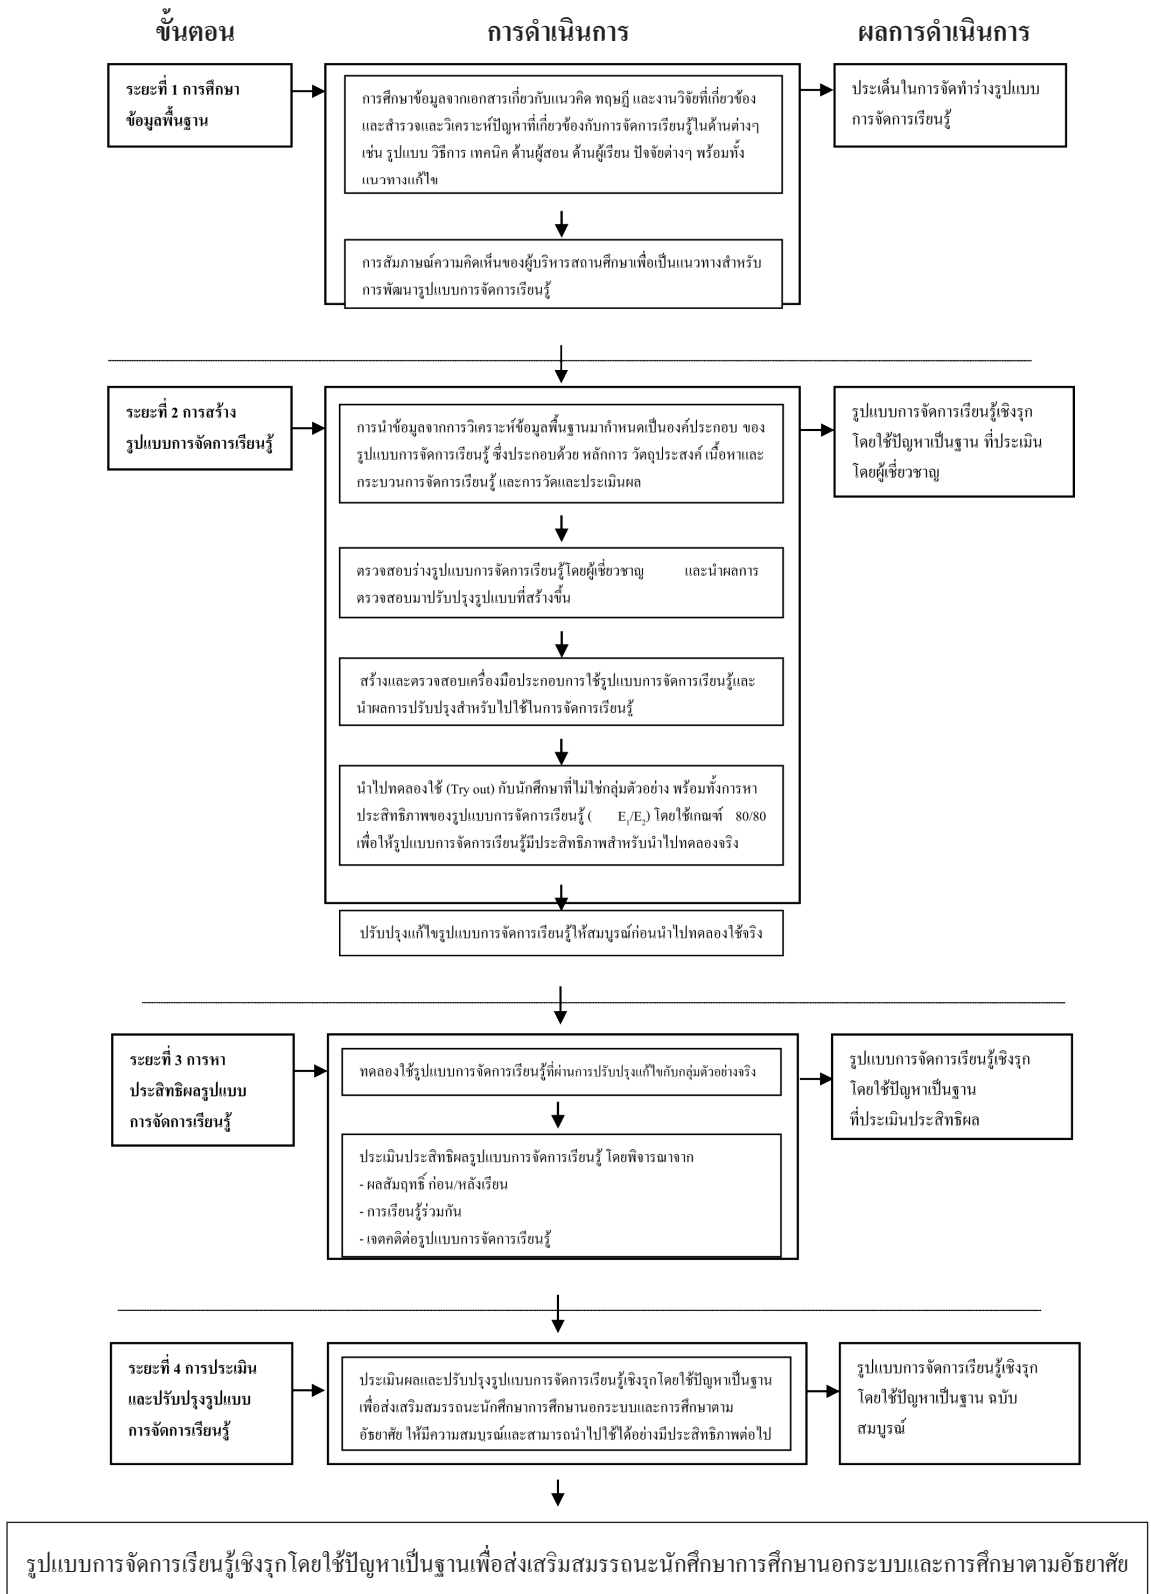 ขั้นตอน
การดำเนินการ
ผลการดำเนินการ
ระยะที่ 1 การศึกษา
ข้อมูลพื้นฐาน
การศึกษาข้อมูลจากเอกสารเกี่ยวกับแนวคิด ทฤษฎี และงานวิจัยที่เกี่ยวข้อง
และสำรวจและวิเคราะห์ปัญหาที่เกี่ยวข้องกับการจัดการเรียนรู้ในด้านต่างๆ
เช่น รูปแบบ วิธีการ เทคนิค ด้านผู้สอน ด้านผู้เรียน ปัจจัยต่างๆ พร้อมทั้ง
แนวทางแก้ไข
การสัมภาษณ์ความคิดเห็นของผู้บริหารสถานศึกษาเพื่อเป็นแนวทางสำหรับ
การพัฒนารูปแบบการจัดการเรียนรู้
ประเด็นในการจัดทำร่างรูปแบบ
การจัดการเรียนรู้
ระยะที่ 2 การสร้าง
รูปแบบการจัดการเรียนรู้
การนำข้อมูลจากการวิเคราะห์ข้อมูลพื้นฐานมากำหนดเป็นองค์ประกอบ ของ
รูปแบบการจัดการเรียนรู้ ซึ่งประกอบด้วย หลักการ วัตถุประสงค์ เนื้อหาและ
กระบวนการจัดการเรียนรู้ และการวัดและประเมินผล
ตรวจสอบร่างรูปแบบการจัดการเรียนรู้โดยผู้เชี่ยวชาญ และนำผลการ
ตรวจสอบมาปรับปรุงรูปแบบที่สร้างขึ้น
สร้างและตรวจสอบเครื่องมือประกอบการใช้รูปแบบการจัดการเรียนรู้และ
นำผลการปรับปรุงสำหรับไปใช้ในการจัดการเรียนรู้
นำไปทดลองใช้ (Try out) กับนักศึกษาที่ไม่ใช่กลุ่มตัวอย่าง พร้อมทั้งการหา
ประสิทธิภาพของรูปแบบการจัดการเรียนรู้ ( E₁/E₂) โดยใช้เกณฑ์ 80/80
เพื่อให้รูปแบบการจัดการเรียนรู้มีประสิทธิภาพสำหรับนำไปทดลองจริง
ปรับปรุงแก้ไขรูปแบบการจัดการเรียนรู้ให้สมบูรณ์ก่อนนำไปทดลองใช้จริง
รูปแบบการจัดการเรียนรู้เชิงรุก
โดยใช้ปัญหาเป็นฐาน ที่ประเมิน
โดยผู้เชี่ยวชาญ
ระยะที่ 3 การหา
ประสิทธิผลรูปแบบ
การจัดการเรียนรู้
ทดลองใช้รูปแบบการจัดการเรียนรู้ที่ผ่านการปรับปรุงแก้ไขกับกลุ่มตัวอย่างจริง
ประเมินประสิทธิผลรูปแบบการจัดการเรียนรู้ โดยพิจารณาจาก
- ผลสัมฤทธิ์ ก่อน/หลังเรียน
- การเรียนรู้ร่วมกัน
- เจตคติต่อรูปแบบการจัดการเรียนรู้
รูปแบบการจัดการเรียนรู้เชิงรุก
โดยใช้ปัญหาเป็นฐาน
ที่ประเมินประสิทธิผล
ระยะที่ 4 การประเมิน
และปรับปรุงรูปแบบ
การจัดการเรียนรู้
ประเมินผลและปรับปรุงรูปแบบการจัดการเรียนรู้เชิงรุกโดยใช้ปัญหาเป็นฐาน
เพื่อส่งเสริมสมรรถนะนักศึกษาการศึกษานอกระบบและการศึกษาตาม
อัธยาศัย ให้มีความสมบูรณ์และสามารถนำไปใช้ได้อย่างมีประสิทธิภาพต่อไป
รูปแบบการจัดการเรียนรู้เชิงรุก
โดยใช้ปัญหาเป็นฐาน ฉบับ
สมบูรณ์
รูปแบบการจัดการเรียนรู้เชิงรุกโดยใช้ปัญหาเป็นฐานเพื่อส่งเสริมสมรรถนะนักศึกษาการศึกษานอกระบบและการศึกษาตามอัธยาศัย